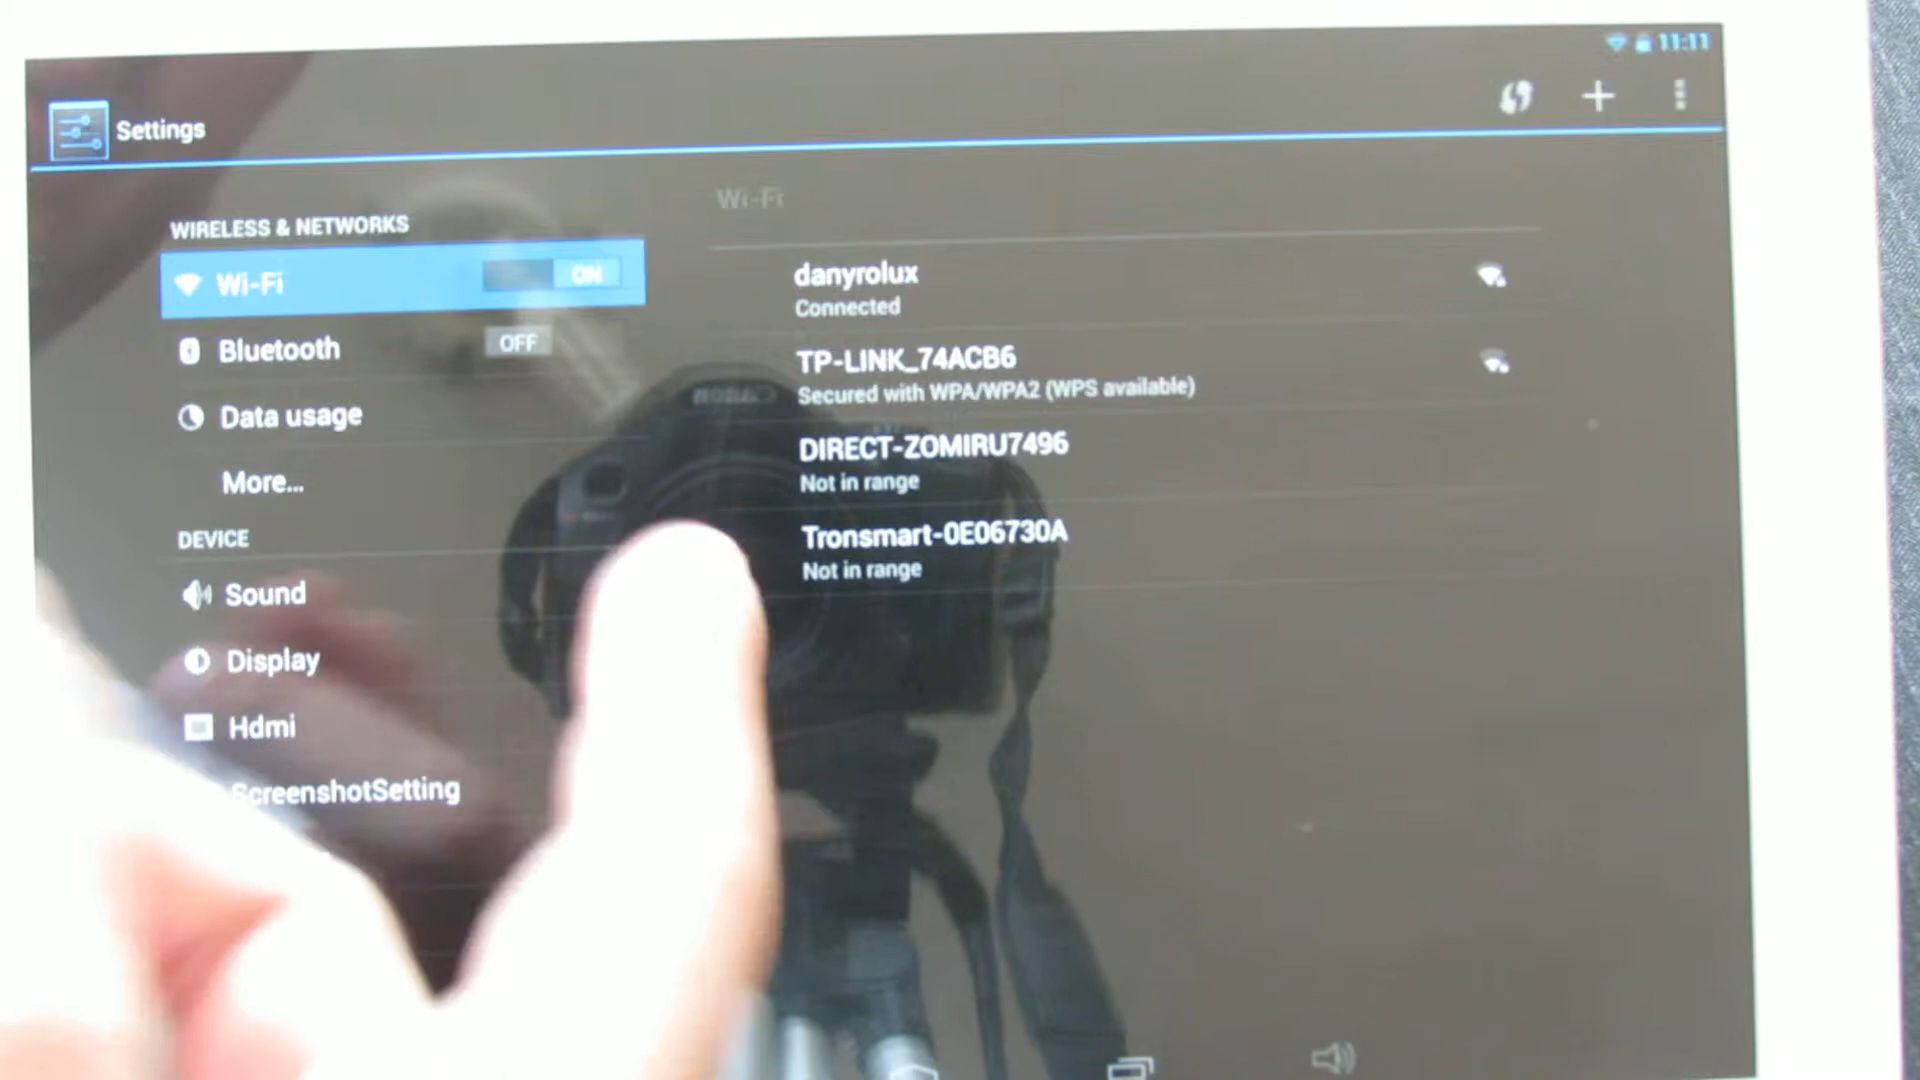 11:11
Settings
WIRELESS & NETWORKS
Wi-Fi
ON
Bluetooth
OFF
Data usage
More...
DEVICE
Sound
Display
Hdmi
ScreenshotSetting
Wi-Fi
danyrolux
Connected
TP-LINK_74ACB6
Secured with WPA/WPA2 (WPS available)
DIRECT-ZOMIRU7496
Not in range
Tronsmart-0E06730A
Not in range